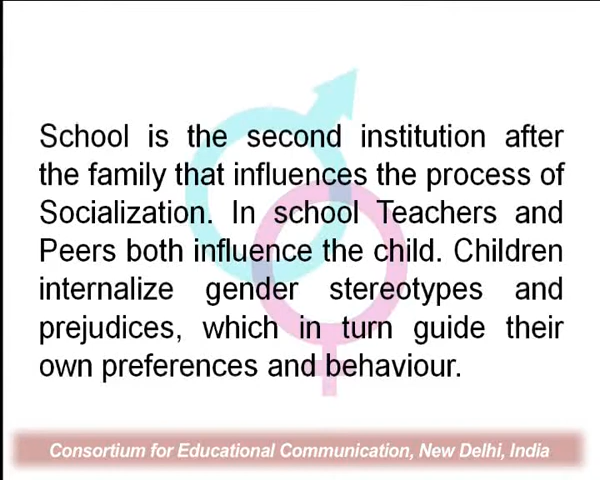 School is the second institution after
the family that influences the process of
Socialization. In school Teachers and
Peers both influence the child. Children
internalize gender stereotypes and
prejudices, which in turn guide their
own preferences and behaviour.
Consortium for Educational Communication, New Delhi, India